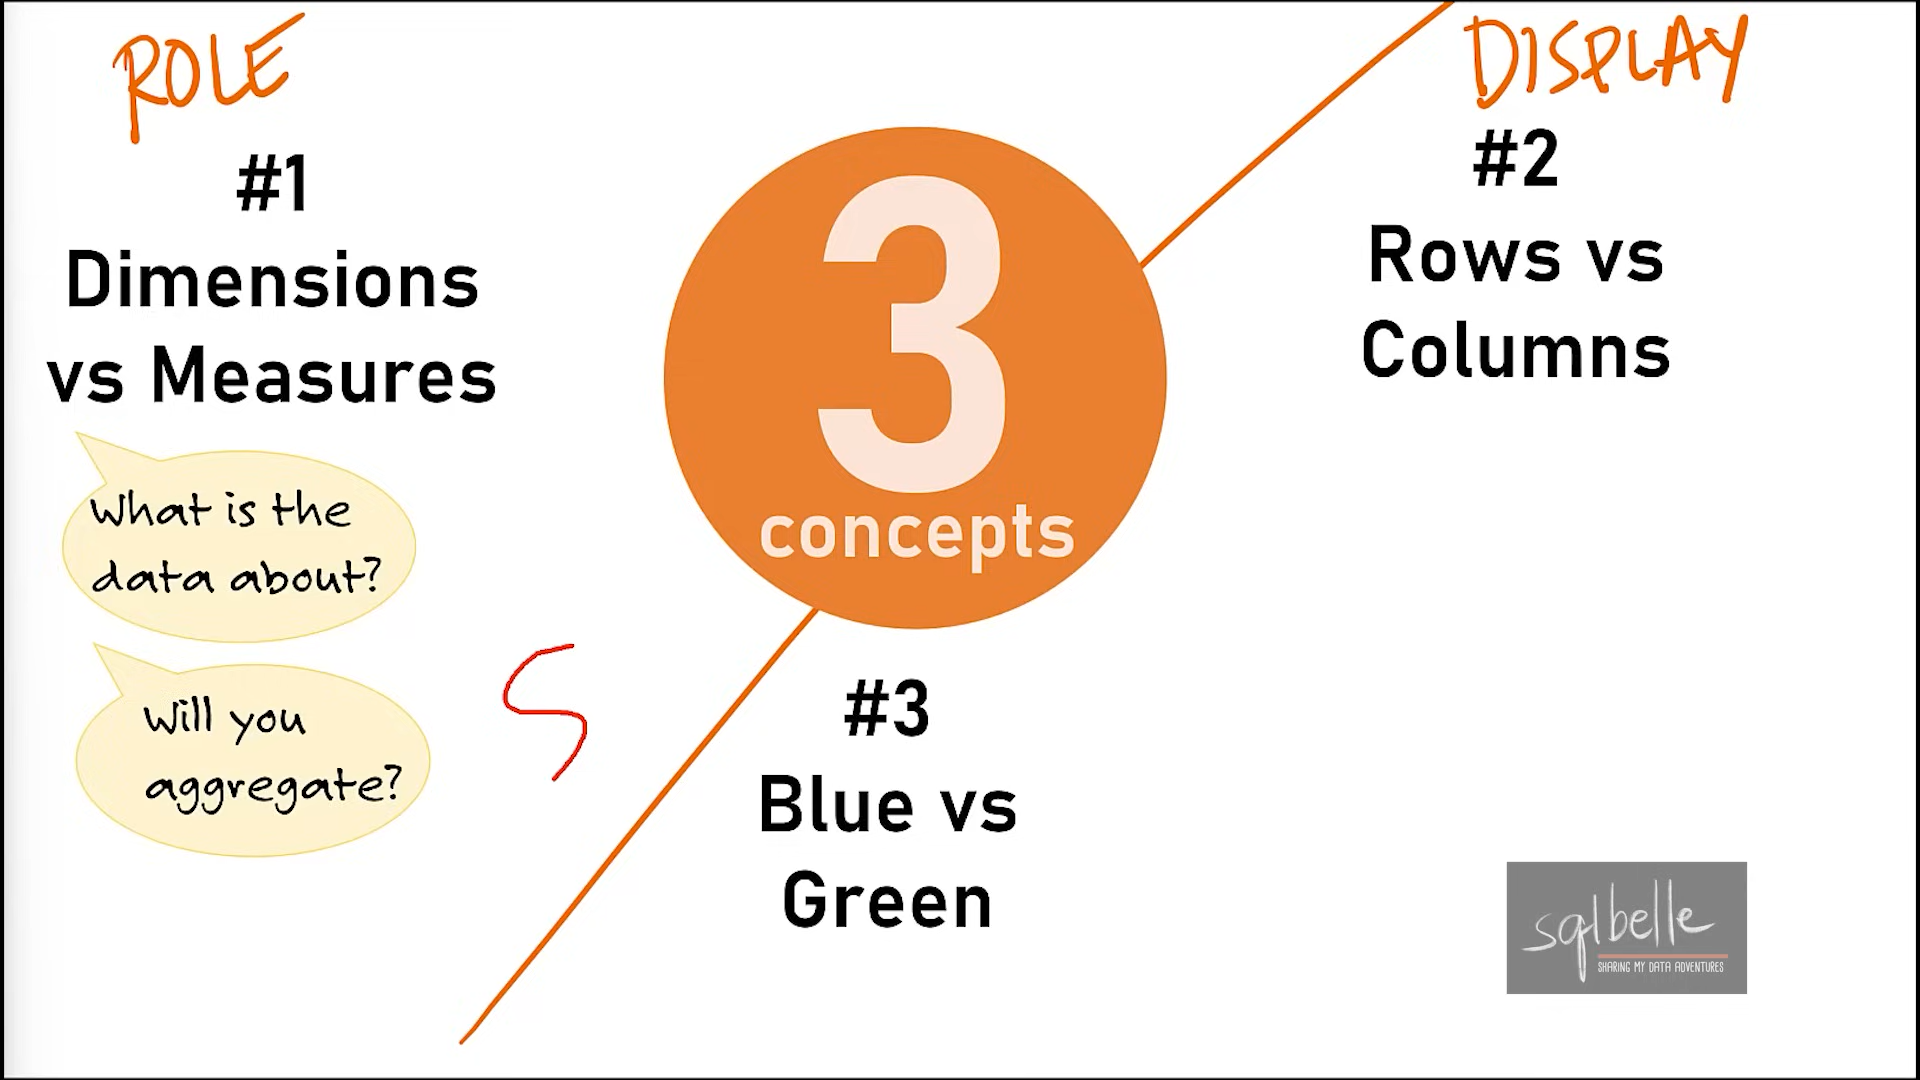 ROLE
#1
Dimensions
vs Measures
What is the
data about?
Will you
aggregate?
3
concepts
#3
Blue vs
Green
DISPLAY
#2
Rows vs
Columns
S
sqlbelle
SHARING MY DATA ADVENTURES